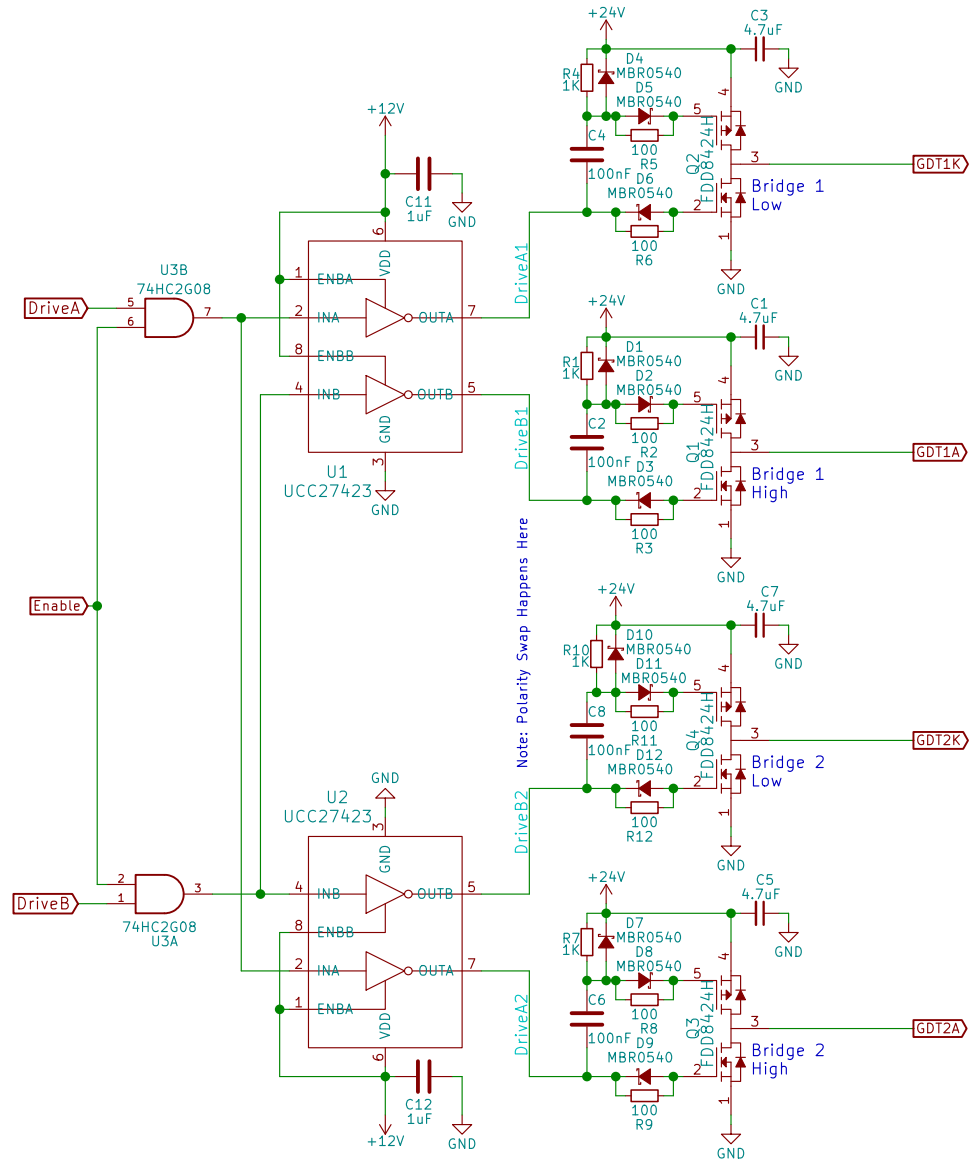 +24V
C3
4.7uF
GND
R4
1K
D4
MBR0540
D5
MBR0540
4
5
C4
100nF
100
R5
D6
MBR0540
Q2
FDD8424H
3
GDT1K
Bridge 1
Low
2
1
100
R6
GND
+12V
C11
1uF
GND
6
VDD
1
ENBA
2
INA
OUTA
7
8
ENBB
4
INB
OUTB
5
GND
3
U1
UCC27423
GND
DriveA1
DriveB1
U3B
74HC2G08
DriveA
5
6
7
+24V
C1
4.7uF
GND
R1
1K
D1
MBR0540
D2
MBR0540
4
5
C2
100nF
100
R2
D3
MBR0540
Q1
FDD8424H
3
GDT1A
Bridge 1
High
2
1
100
R3
GND
Enable
Note: Polarity Swap Happens Here
+24V
C7
4.7uF
GND
R10
1K
D10
MBR0540
D11
MBR0540
4
5
C8
100nF
100
R11
D12
MBR0540
Q4
FDD8424H
3
GDT2K
Bridge 2
Low
2
1
100
R12
GND
GND
U2
UCC27423
3
GND
4
INB
OUTB
5
8
ENBB
2
INA
OUTA
7
1
ENBA
VDD
6
C12
1uF
GND
+12V
DriveB2
DriveA2
DriveB
2
1
3
74HC2G08
U3A
+24V
C5
4.7uF
GND
R7
1K
D7
MBR0540
D8
MBR0540
4
5
C6
100nF
100
R8
D9
MBR0540
Q3
FDD8424H
3
GDT2A
Bridge 2
High
2
1
100
R9
GND